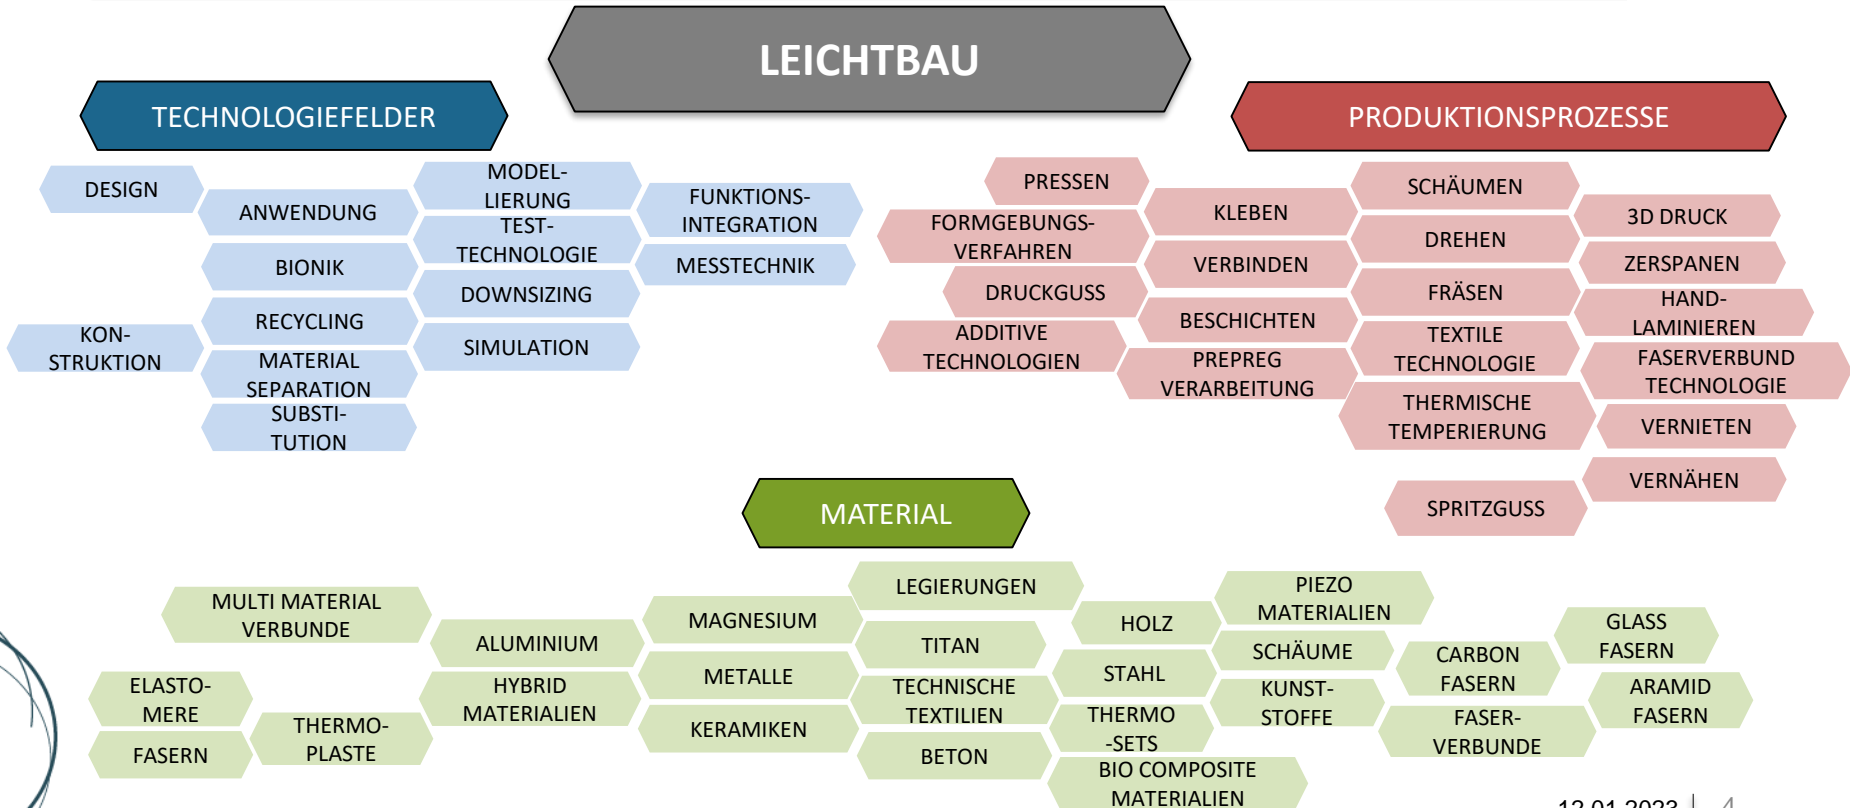 LEICHTBAU
TECHNOLOGIEFELDER
DESIGN
ANWENDUNG
MODEL-
LIERUNG
FUNKTIONS-
INTEGRATION
TEST-
TECHNOLOGIE
BIONIK
MESSTECHNIK
DOWNSIZING
RECYCLING
KON-
STRUKTION
SIMULATION
MATERIAL
SEPARATION
SUBSTI-
TUTION
PRODUKTIONSPROZESSE
PRESSEN
SCHÄUMEN
KLEBEN
3D DRUCK
FORMGEBUNGS-
VERFAHREN
DREHEN
VERBINDEN
ZERSPANEN
DRUCKGUSS
FRÄSEN
HAND-
LAMINIEREN
BESCHICHTEN
ADDITIVE
TECHNOLOGIEN
TEXTILE
TECHNOLOGIE
PREPREG
VERARBEITUNG
FASERVERBUND
TECHNOLOGIE
THERMISCHE
TEMPERIERUNG
VERNIETEN
VERNÄHEN
SPRITZGUSS
MATERIAL
MULTI MATERIAL
VERBUNDE
ALUMINIUM
MAGNESIUM
LEGIERUNGEN
HOLZ
PIEZO
MATERIALIEN
GLASS
FASERN
TITAN
SCHÄUME
CARBON
FASERN
ELASTO-
MERE
HYBRID
MATERIALIEN
METALLE
TECHNISCHE
TEXTILIEN
STAHL
KUNST-
STOFFE
ARAMID
FASERN
FASERN
THERMO-
PLASTE
KERAMIKEN
BETON
THERMO
-SETS
FASER-
VERBUNDE
BIO COMPOSITE
MATERIALIEN
12.01.2023 4